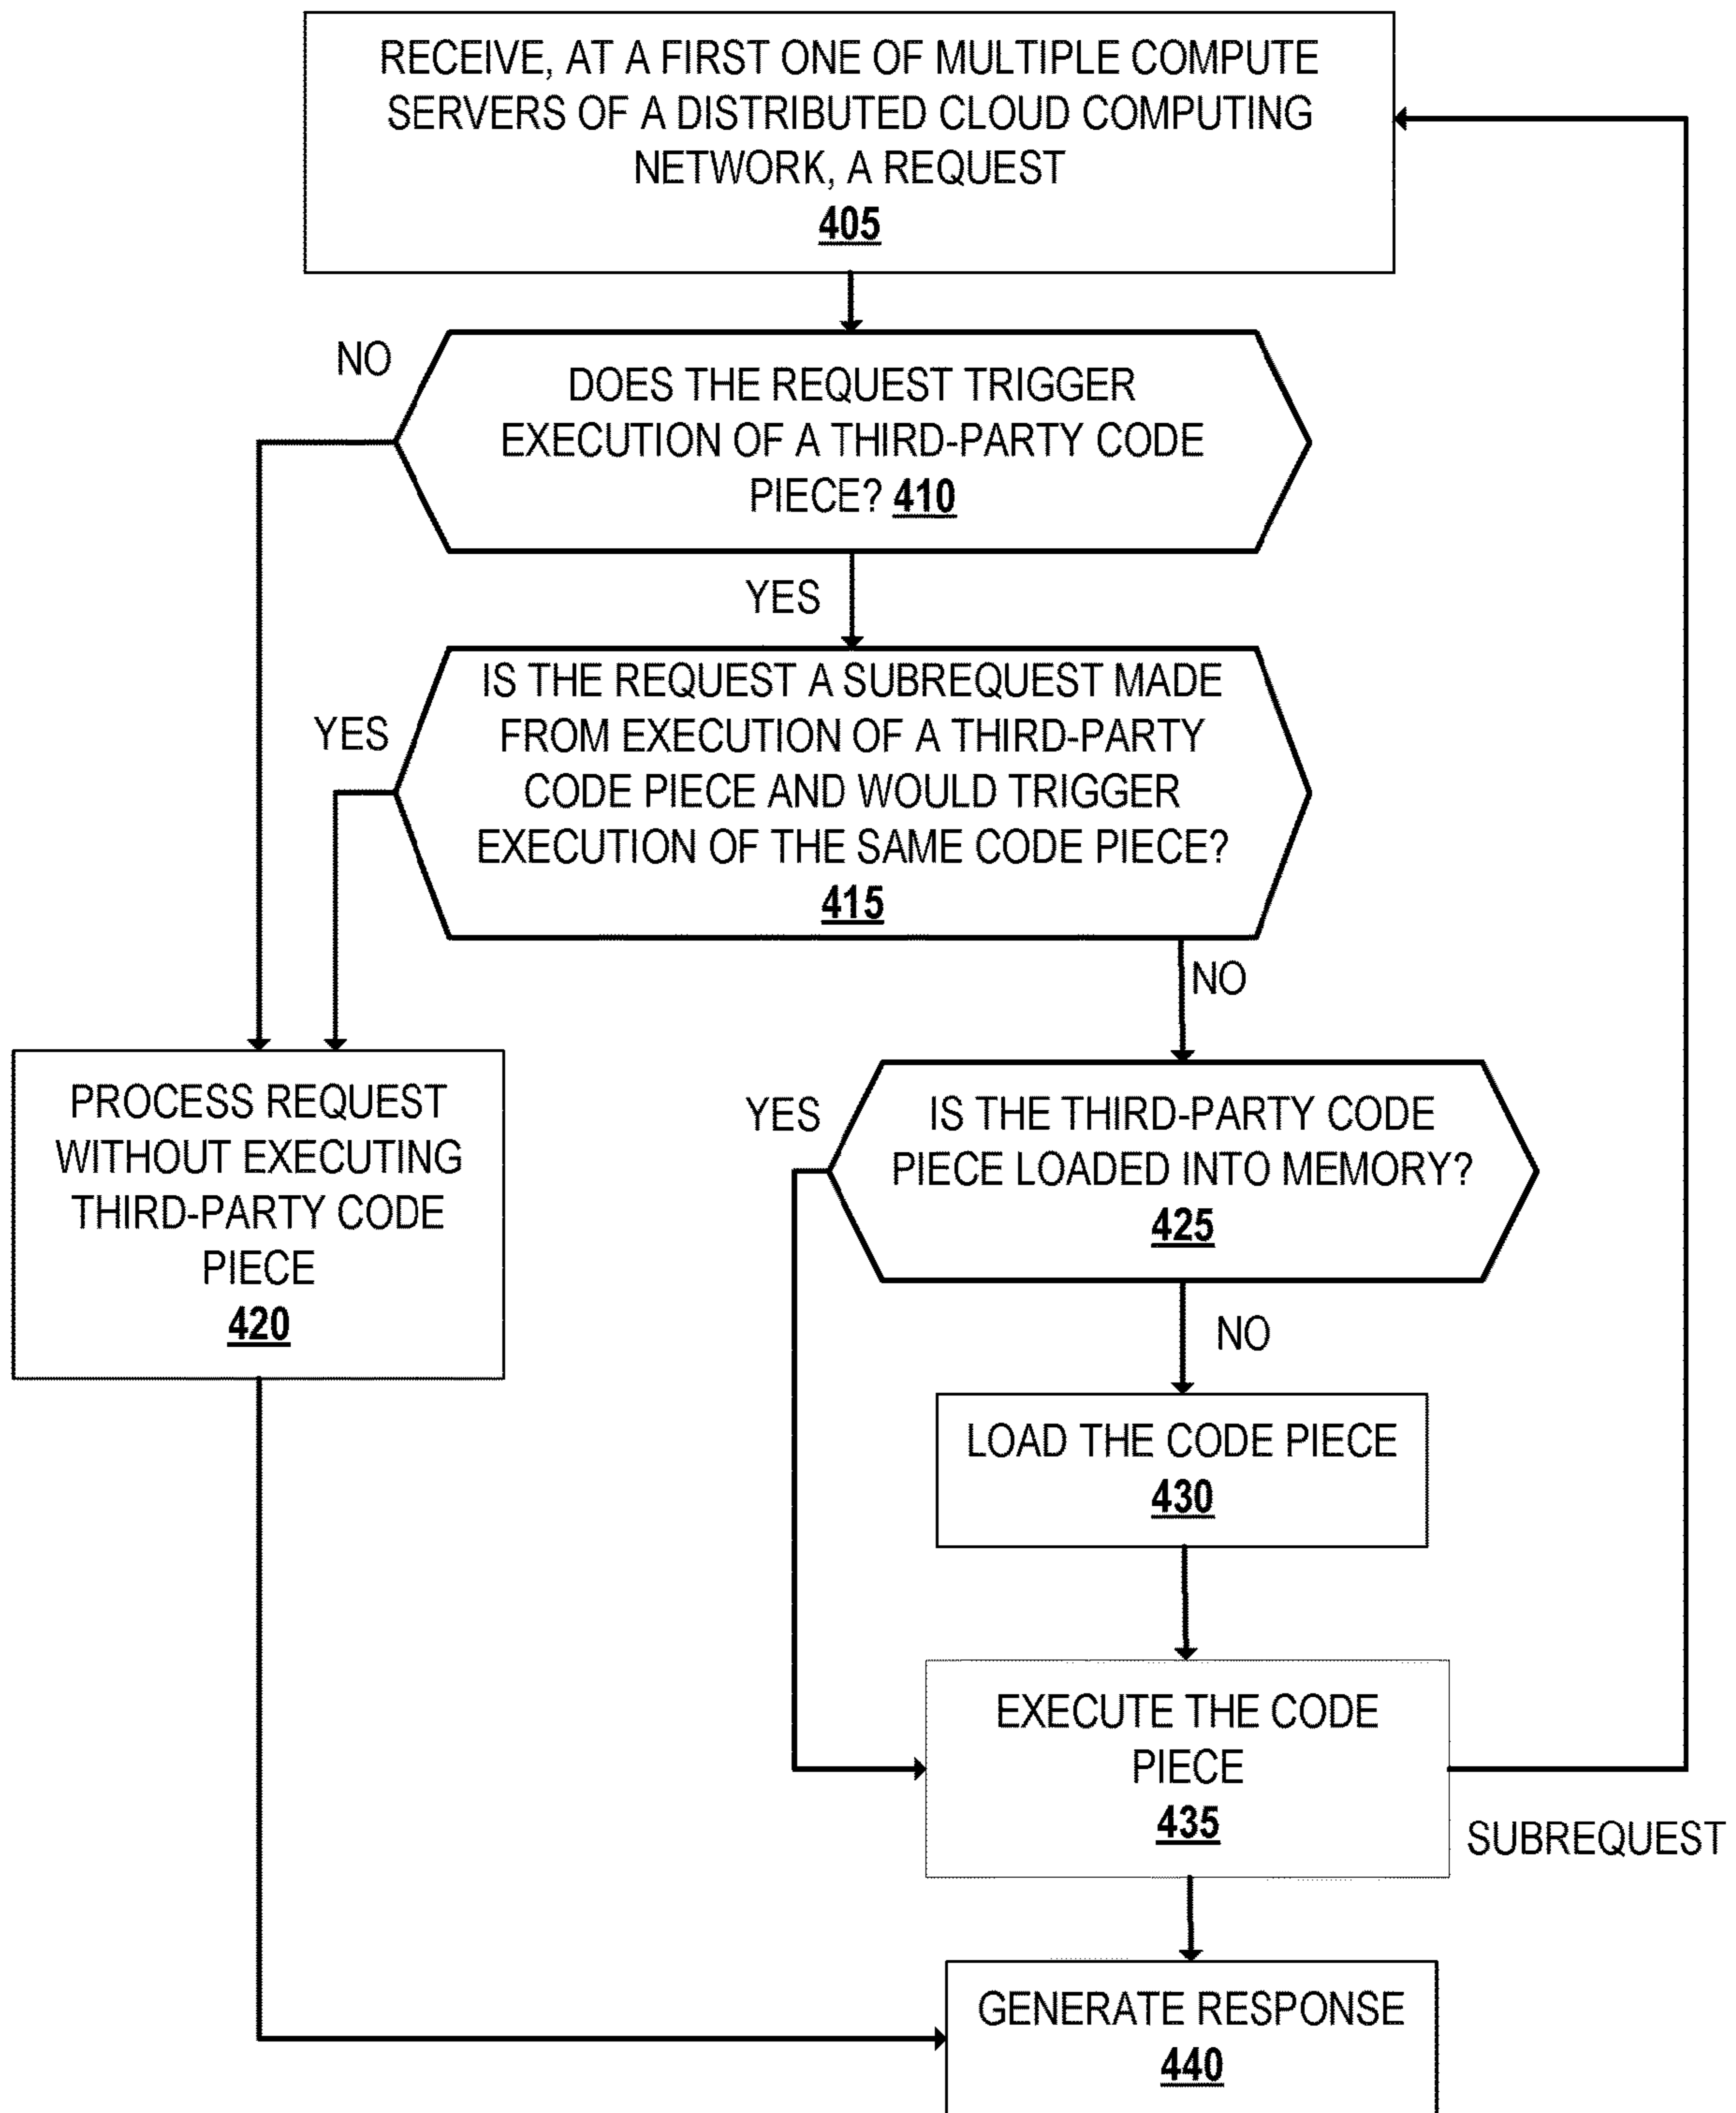 RECEIVE, AT A FIRST ONE OF MULTIPLE COMPUTE
SERVERS OF A DISTRIBUTED CLOUD COMPUTING
NETWORK, A REQUEST
405
NO
DOES THE REQUEST TRIGGER
EXECUTION OF A THIRD-PARTY CODE
PIECE? 410
YES
IS THE REQUEST A SUBREQUEST MADE
FROM EXECUTION OF A THIRD-PARTY
CODE PIECE AND WOULD TRIGGER
EXECUTION OF THE SAME CODE PIECE?
415
YES
NO
PROCESS REQUEST
WITHOUT EXECUTING
THIRD-PARTY CODE
PIECE
420
YES
IS THE THIRD-PARTY CODE
PIECE LOADED INTO MEMORY?
425
NO
LOAD THE CODE PIECE
430
EXECUTE THE CODE
PIECE
435
SUBREQUEST
GENERATE RESPONSE
440